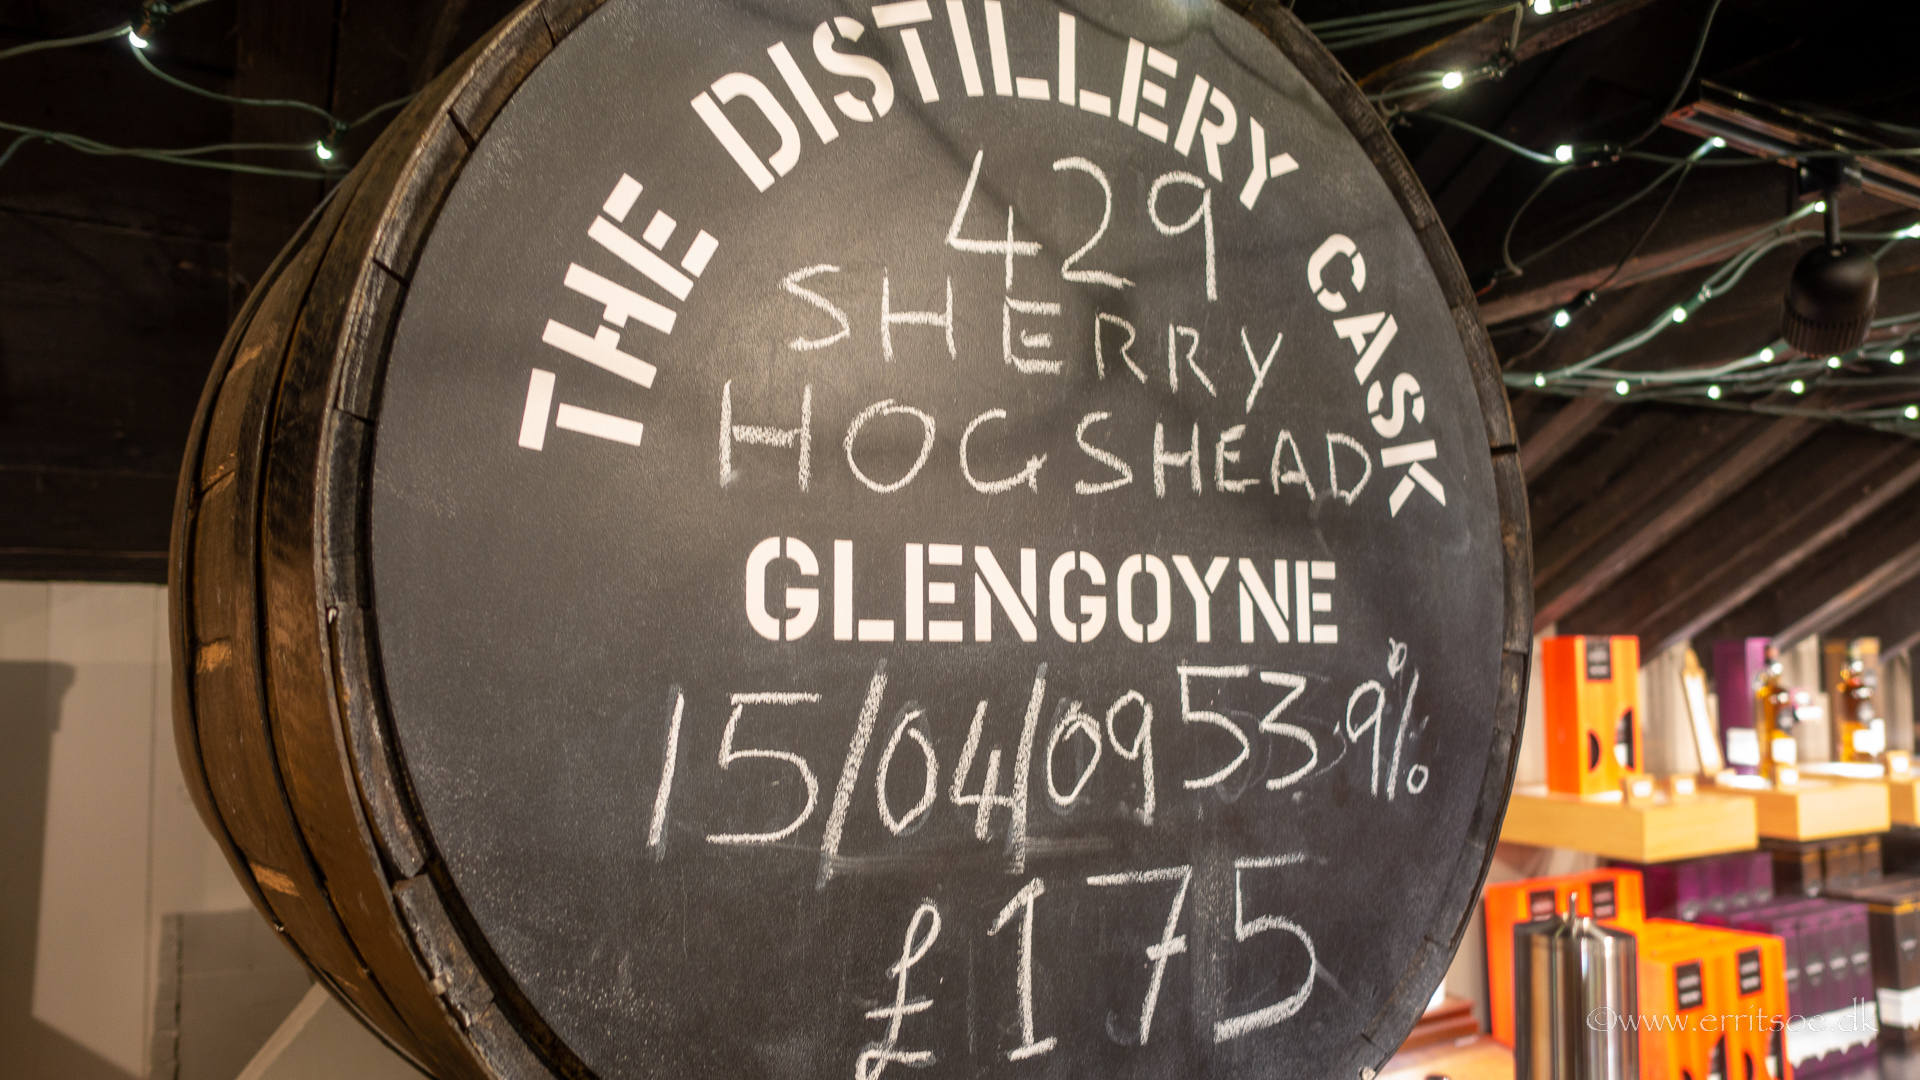 THE DISTILLERY CASK
429
SHERRY
HOGSHEAD
GLENGOYNE
15/04/09 53.9%
£175
©www.erritsoe.dk